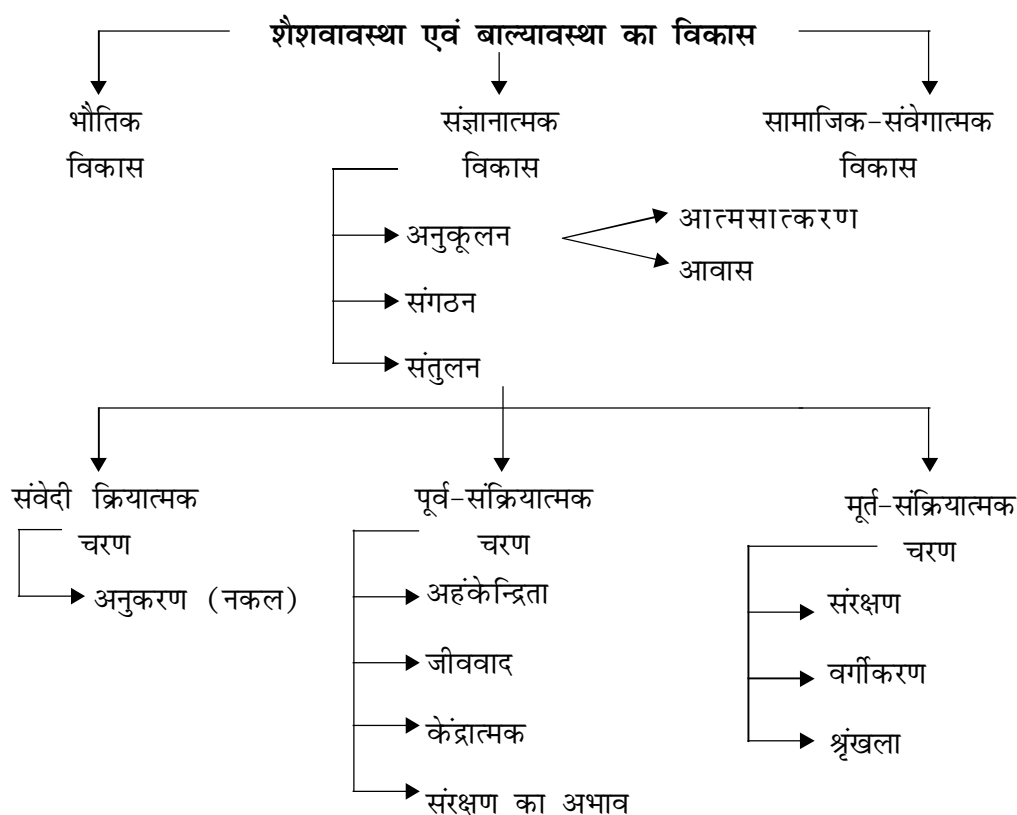 शैशवावस्था एवं बाल्यावस्था का विकास
भौतिक
विकास
संज्ञानात्मक
विकास
सामाजिक-संवेगात्मक
विकास
अनुकूलन
आत्मसात्करण
आवास
संगठन
संतुलन
संवेदी क्रियात्मक
चरण
अनुकरण (नकल)
पूर्व-संक्रियात्मक
चरण
अहंकेन्द्रिता
जीववाद
केंद्रात्मक
संरक्षण का अभाव
मूर्त-संक्रियात्मक
चरण
संरक्षण
वर्गीकरण
श्रृंखला